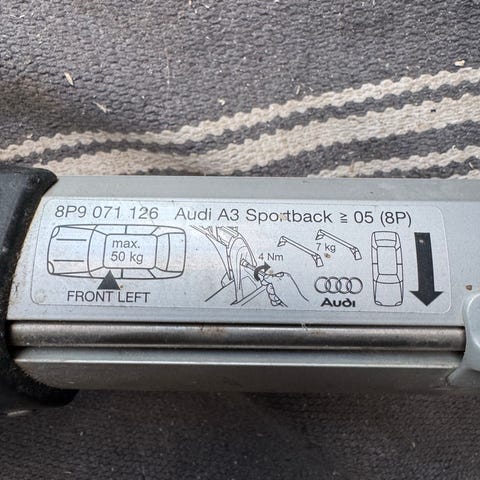 8P9 071 126 Audi A3 Sportback ≥ 05 (8P)
max.
50 kg
FRONT LEFT
4 Nm
7 kg
Audi